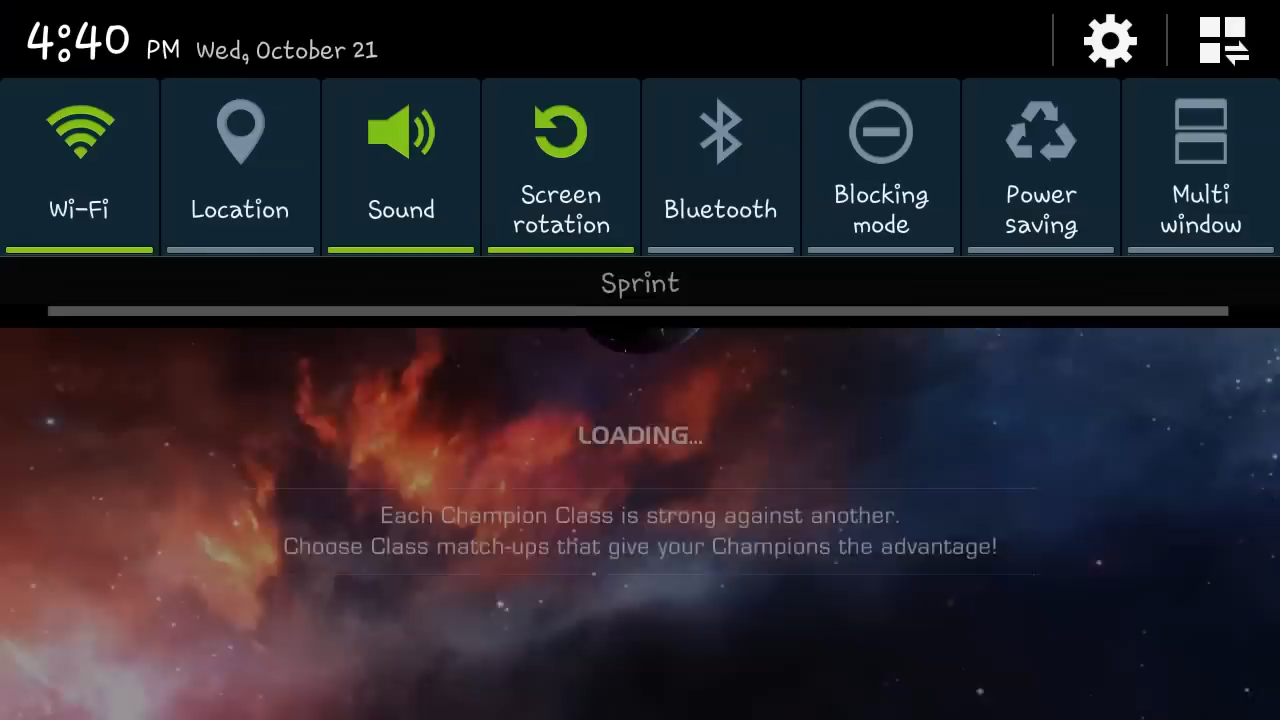 4:40 PM Wed, October 21
Wi-Fi
Location
Sound
Screen
rotation
Bluetooth
Blocking
mode
Power
saving
Multi
window
Sprint
LOADING...
Each Champion Class is strong against another.
Choose Class match-ups that give your Champions the advantage!